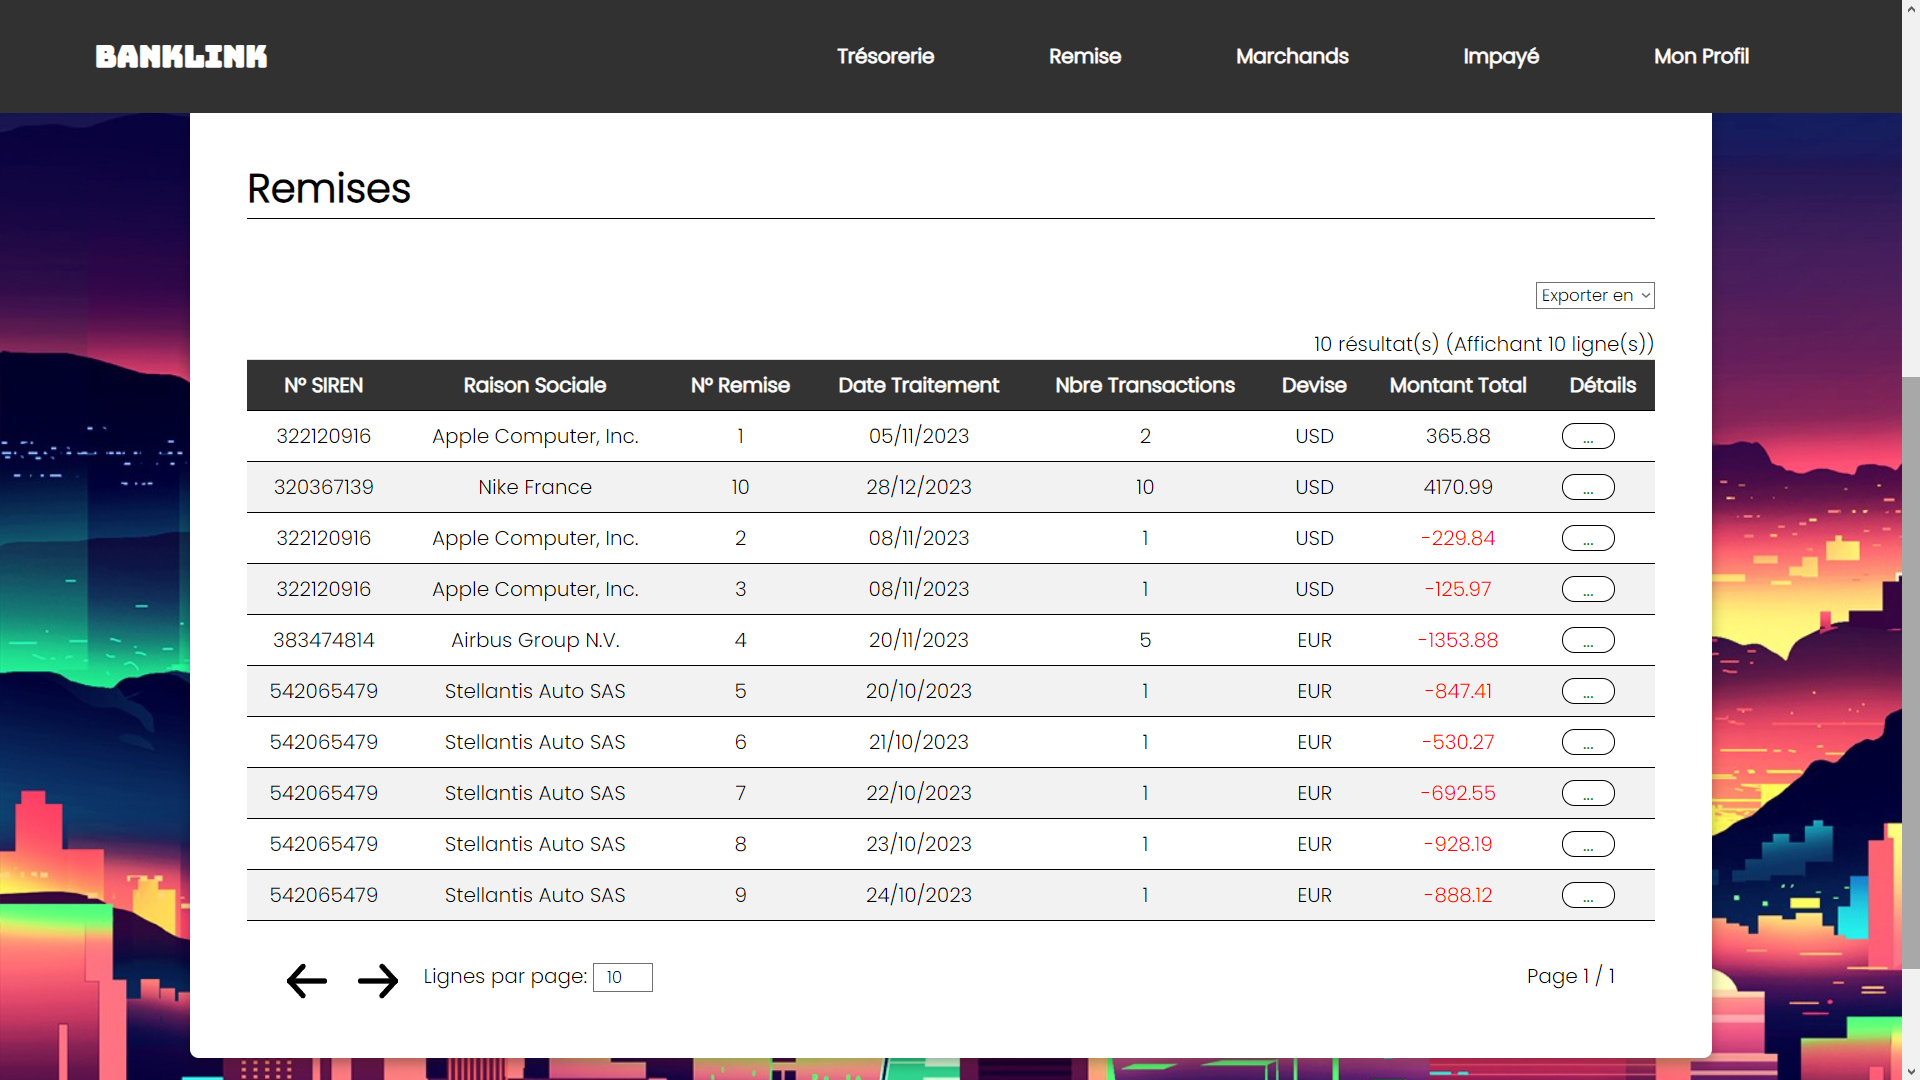 BANKLINK Trésorerie Remise Marchands Impayé Mon Profil
Remises
Exporter en
10 résultat(s) (Affichant 10 ligne(s))
N° SIREN Raison Sociale N° Remise Date Traitement Nbre Transactions Devise Montant Total Détails
322120916 Apple Computer, Inc. 1 05/11/2023 2 USD 365.88 ...
320367139 Nike France 10 28/12/2023 10 USD 4170.99 ...
322120916 Apple Computer, Inc. 2 08/11/2023 1 USD -229.84 ...
322120916 Apple Computer, Inc. 3 08/11/2023 1 USD -125.97 ...
383474814 Airbus Group N.V. 4 20/11/2023 5 EUR -1353.88 ...
542065479 Stellantis Auto SAS 5 20/10/2023 1 EUR -847.41 ...
542065479 Stellantis Auto SAS 6 21/10/2023 1 EUR -530.27 ...
542065479 Stellantis Auto SAS 7 22/10/2023 1 EUR -692.55 ...
542065479 Stellantis Auto SAS 8 23/10/2023 1 EUR -928.19 ...
542065479 Stellantis Auto SAS 9 24/10/2023 1 EUR -888.12 ...
Lignes par page: 10 Page 1 / 1